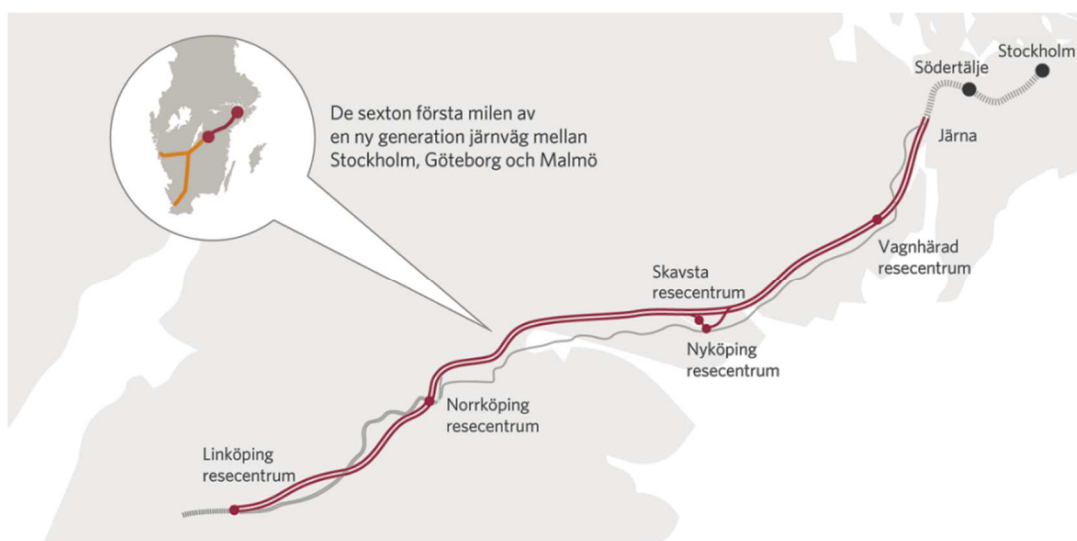 De sexton första milen av
en ny generation järnväg mellan
Stockholm, Göteborg och Malmö
Stockholm
Södertälje
Järna
Vagnhärad
resecentrum
Skavsta
resecentrum
Nyköping
resecentrum
Norrköping
resecentrum
Linköping
resecentrum